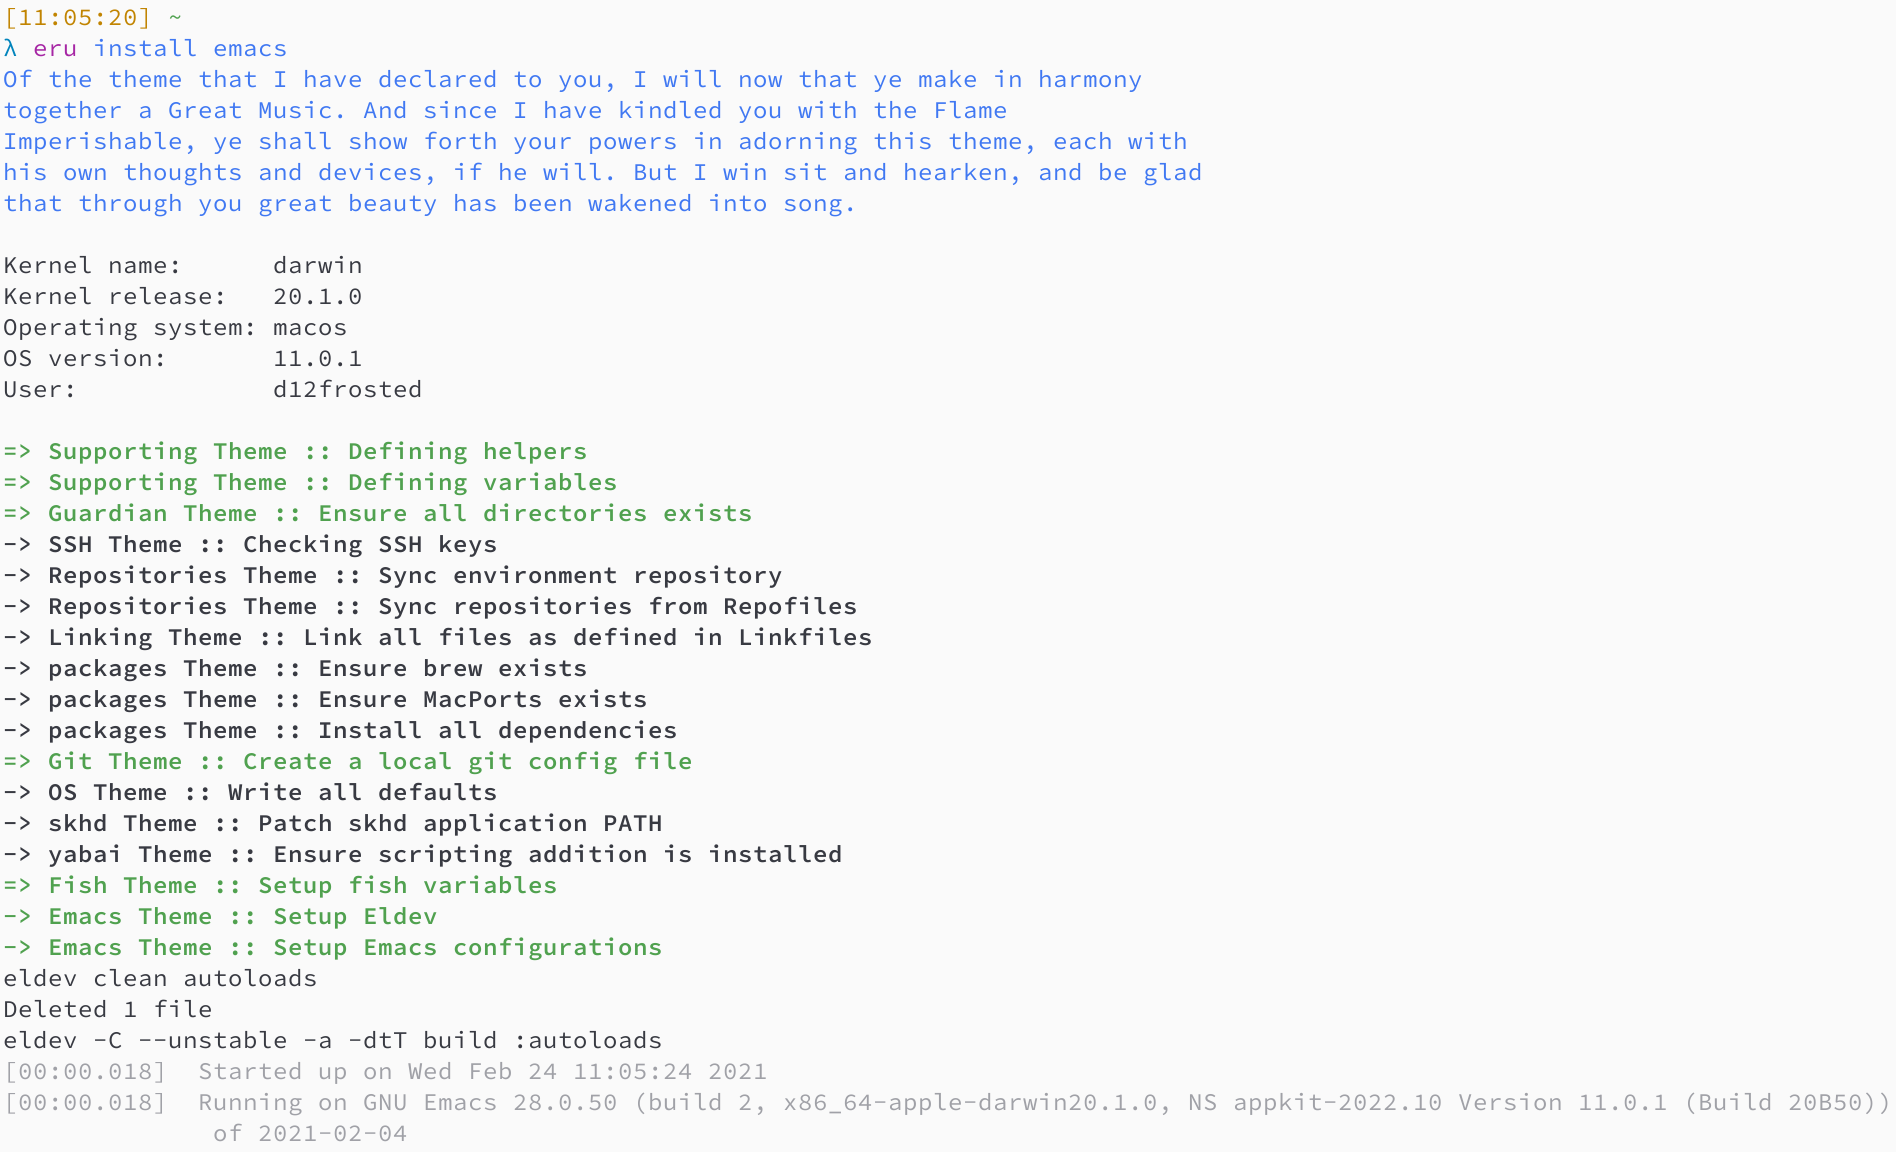 [11:05:20] ~
λ eru install emacs
Of the theme that I have declared to you, I will now that ye make in harmony
together a Great Music. And since I have kindled you with the Flame
Imperishable, ye shall show forth your powers in adorning this theme, each with
his own thoughts and devices, if he will. But I win sit and hearken, and be glad
that through you great beauty has been wakened into song.
Kernel name:      darwin
Kernel release:   20.1.0
Operating system: macos
OS version:       11.0.1
User:             d12frosted
=> Supporting Theme :: Defining helpers
=> Supporting Theme :: Defining variables
=> Guardian Theme :: Ensure all directories exists
-> SSH Theme :: Checking SSH keys
-> Repositories Theme :: Sync environment repository
-> Repositories Theme :: Sync repositories from Repofiles
-> Linking Theme :: Link all files as defined in Linkfiles
-> packages Theme :: Ensure brew exists
-> packages Theme :: Ensure MacPorts exists
-> packages Theme :: Install all dependencies
=> Git Theme :: Create a local git config file
-> OS Theme :: Write all defaults
-> skhd Theme :: Patch skhd application PATH
-> yabai Theme :: Ensure scripting addition is installed
=> Fish Theme :: Setup fish variables
-> Emacs Theme :: Setup Eldev
-> Emacs Theme :: Setup Emacs configurations
eldev clean autoloads
Deleted 1 file
eldev -C --unstable -a -dtT build :autoloads
[00:00.018]  Started up on Wed Feb 24 11:05:24 2021
[00:00.018]  Running on GNU Emacs 28.0.50 (build 2, x86_64-apple-darwin20.1.0, NS appkit-2022.10 Version 11.0.1 (Build 20B50))
              of 2021-02-04